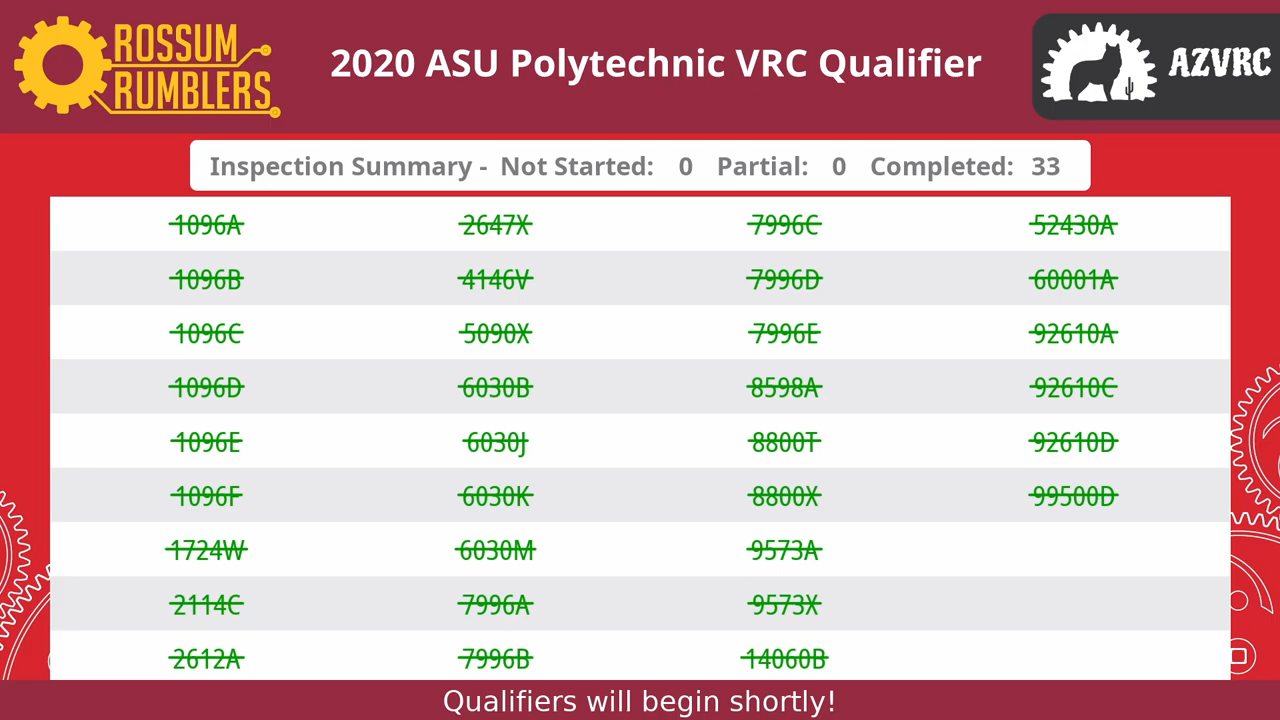 ROSSUM
RUMBLERS
2020 ASU Polytechnic VRC Qualifier
AZVRC
Inspection Summary - Not Started: 0 Partial: 0 Completed: 33
1096A 2647X 7996C 52430A
1096B 4146V 7996D 60001A
1096C 5090X 7996E 92610A
1096D 6030B 8598A 92610C
1096E 6030J 8800T 92610D
1096F 6030K 8800X 99500D
1724W 6030M 9573A
2114C 7996A 9573X
2612A 7996B 14060B
Qualifiers will begin shortly!